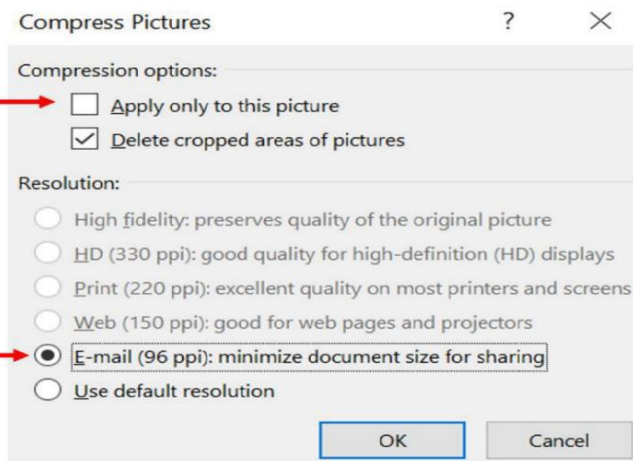 Compress Pictures ?
Compression options:
Apply only to this picture
Delete cropped areas of pictures
Resolution:
High fidelity: preserves quality of the original picture
HD (330 ppi): good quality for high-definition (HD) displays
Print (220 ppi): excellent quality on most printers and screens
Web (150 ppi): good for web pages and projectors
E-mail (96 ppi): minimize document size for sharing
Use default resolution
OK Cancel